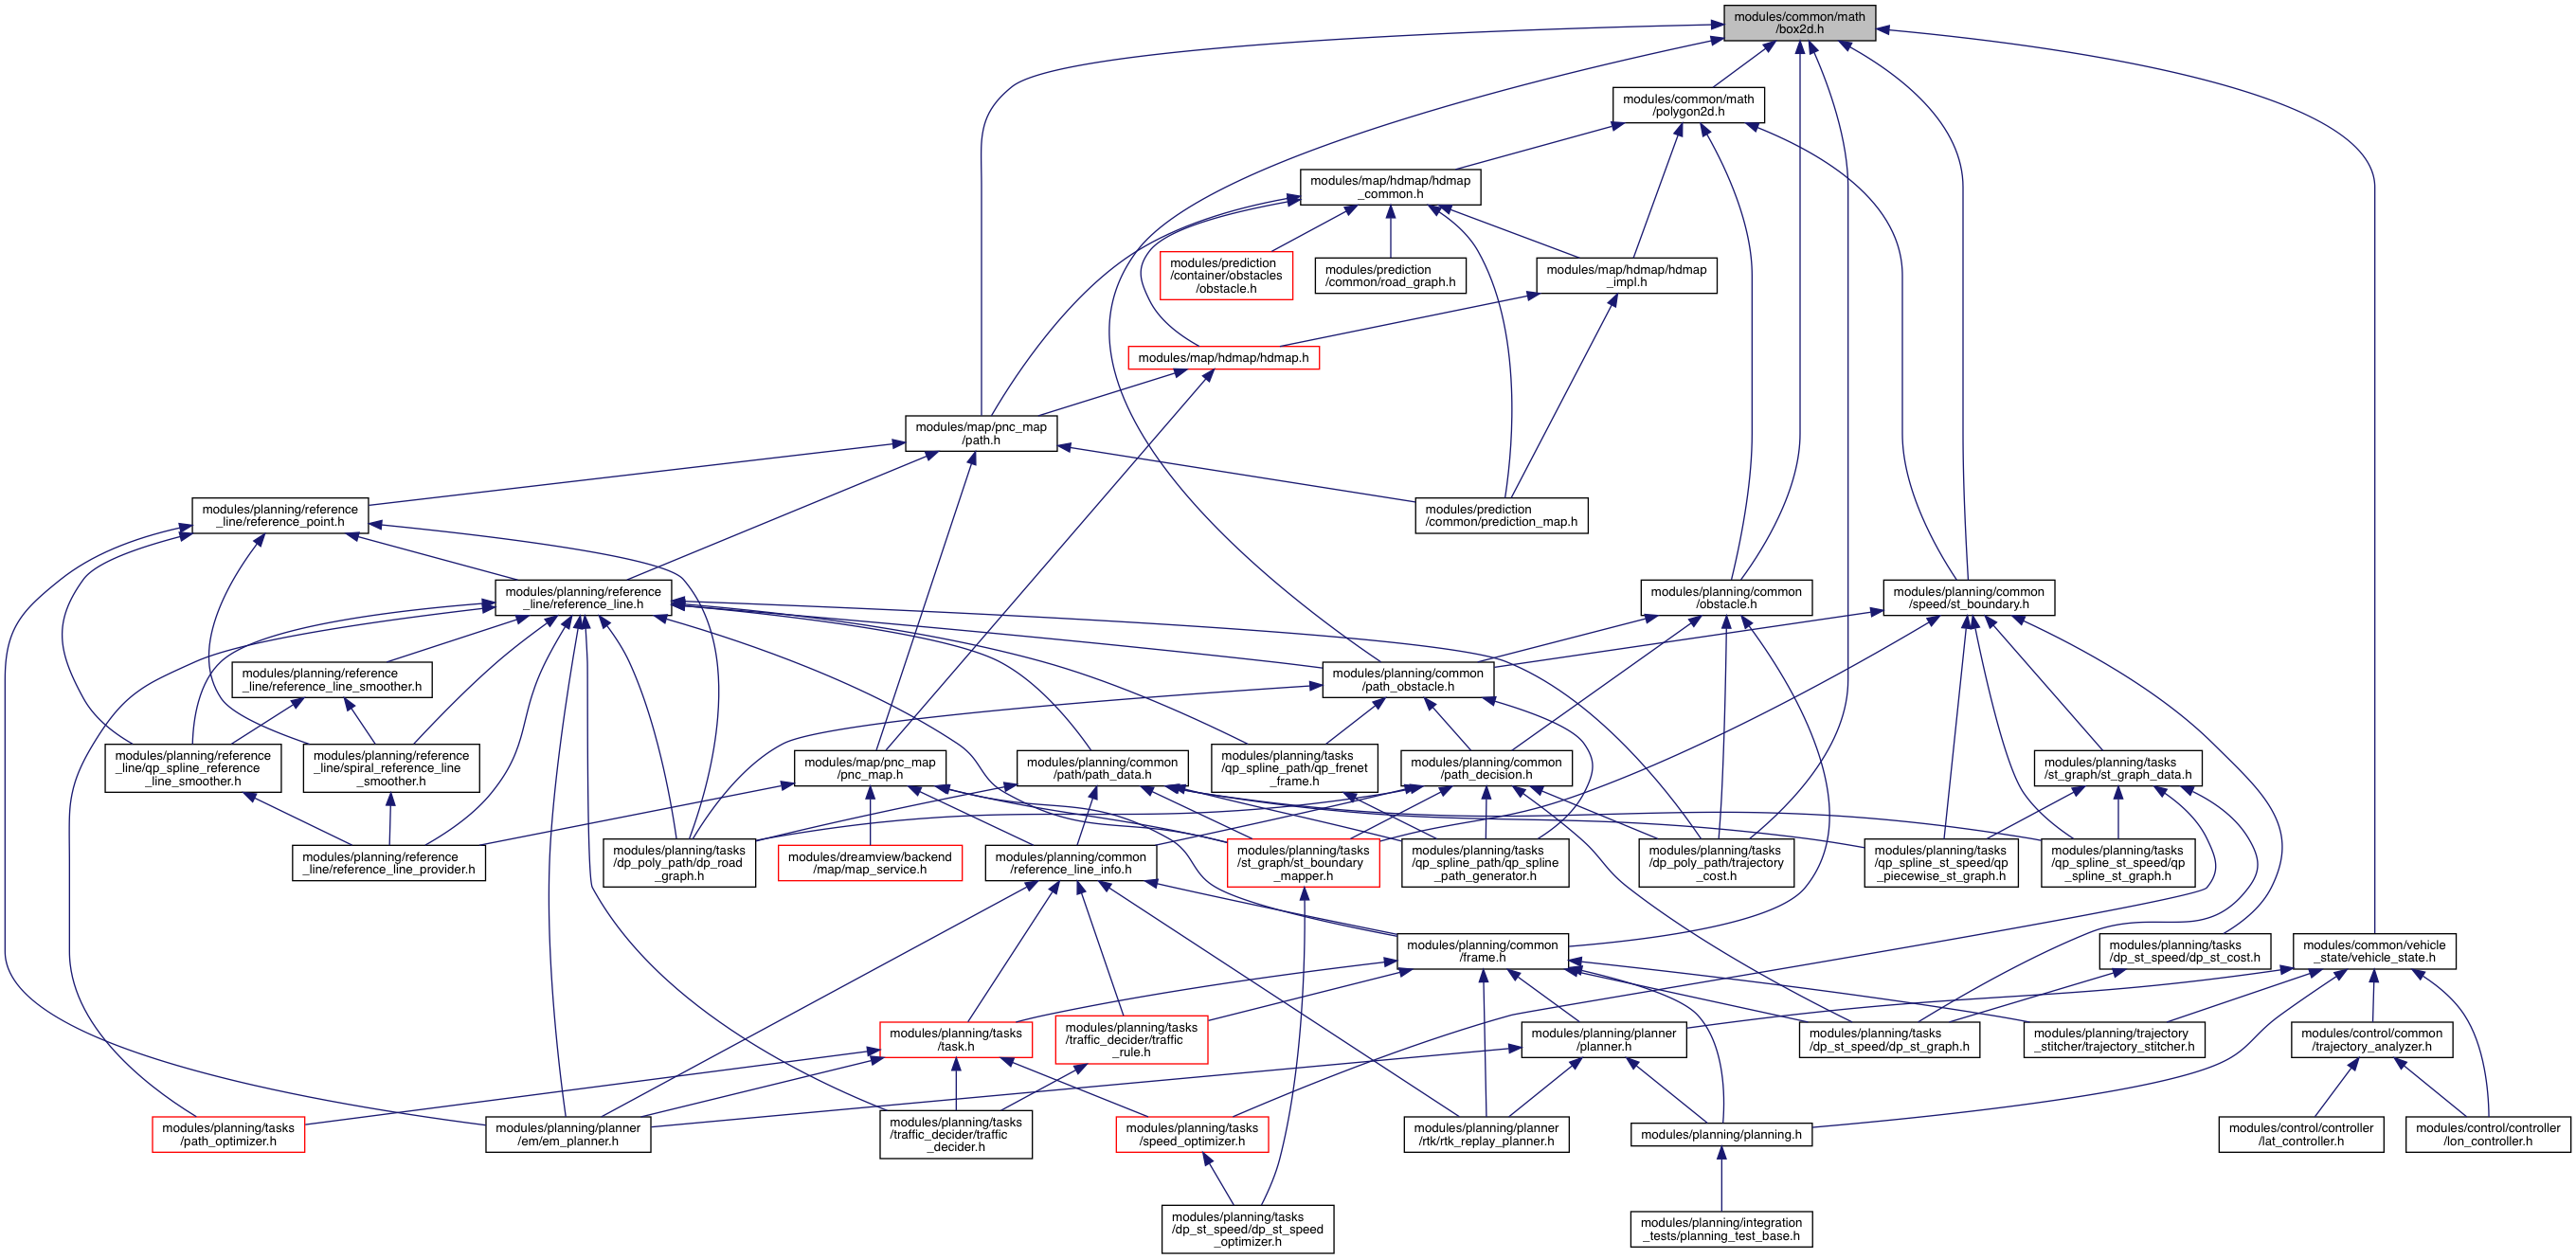 modules/common/math
/box2d.h
modules/common/math
/polygon2d.h
modules/map/hdmap/hdmap
_common.h
modules/prediction
/container/obstacles
/obstacle.h
modules/prediction
/common/road_graph.h
modules/map/hdmap/hdmap
_impl.h
modules/map/hdmap/hdmap.h
modules/map/pnc_map
/path.h
modules/planning/reference
_line/reference_point.h
modules/prediction
/common/prediction_map.h
modules/planning/reference
_line/reference_line.h
modules/planning/common
/obstacle.h
modules/planning/common
/speed/st_boundary.h
modules/planning/reference
_line/reference_line_smoother.h
modules/planning/common
/path_obstacle.h
modules/planning/reference
_line/qp_spline_reference
_line_smoother.h
modules/planning/reference
_line/spiral_reference_line
_smoother.h
modules/map/pnc_map
/pnc_map.h
modules/planning/common
/path/path_data.h
modules/planning/tasks
/qp_spline_path/qp_frenet
_frame.h
modules/planning/common
/path_decision.h
modules/planning/tasks
/st_graph/st_graph_data.h
modules/planning/reference
_line/reference_line_provider.h
modules/planning/tasks
/dp_poly_path/dp_road
_graph.h
modules/dreamview/backend
/map/map_service.h
modules/planning/common
/reference_line_info.h
modules/planning/tasks
/st_graph/st_boundary
_mapper.h
modules/planning/tasks
/qp_spline_path/qp_spline
_path_generator.h
modules/planning/tasks
/dp_poly_path/trajectory
_cost.h
modules/planning/tasks
/qp_spline_st_speed/qp
_piecewise_st_graph.h
modules/planning/tasks
/qp_spline_st_speed/qp
_spline_st_graph.h
modules/planning/common
/frame.h
modules/planning/tasks
/dp_st_speed/dp_st_cost.h
modules/common/vehicle
_state/vehicle_state.h
modules/planning/tasks
/task.h
modules/planning/tasks
/traffic_decider/traffic
_rule.h
modules/planning/planner
/planner.h
modules/planning/tasks
/dp_st_speed/dp_st_graph.h
modules/planning/trajectory
_stitcher/trajectory_stitcher.h
modules/control/common
/trajectory_analyzer.h
modules/planning/tasks
/path_optimizer.h
modules/planning/planner
/em/em_planner.h
modules/planning/tasks
/traffic_decider/traffic
_decider.h
modules/planning/tasks
/speed_optimizer.h
modules/planning/planner
/rtk/rtk_replay_planner.h
modules/planning/planning.h
modules/control/controller
/lat_controller.h
modules/control/controller
/lon_controller.h
modules/planning/tasks
/dp_st_speed/dp_st_speed
_optimizer.h
modules/planning/integration
_tests/planning_test_base.h